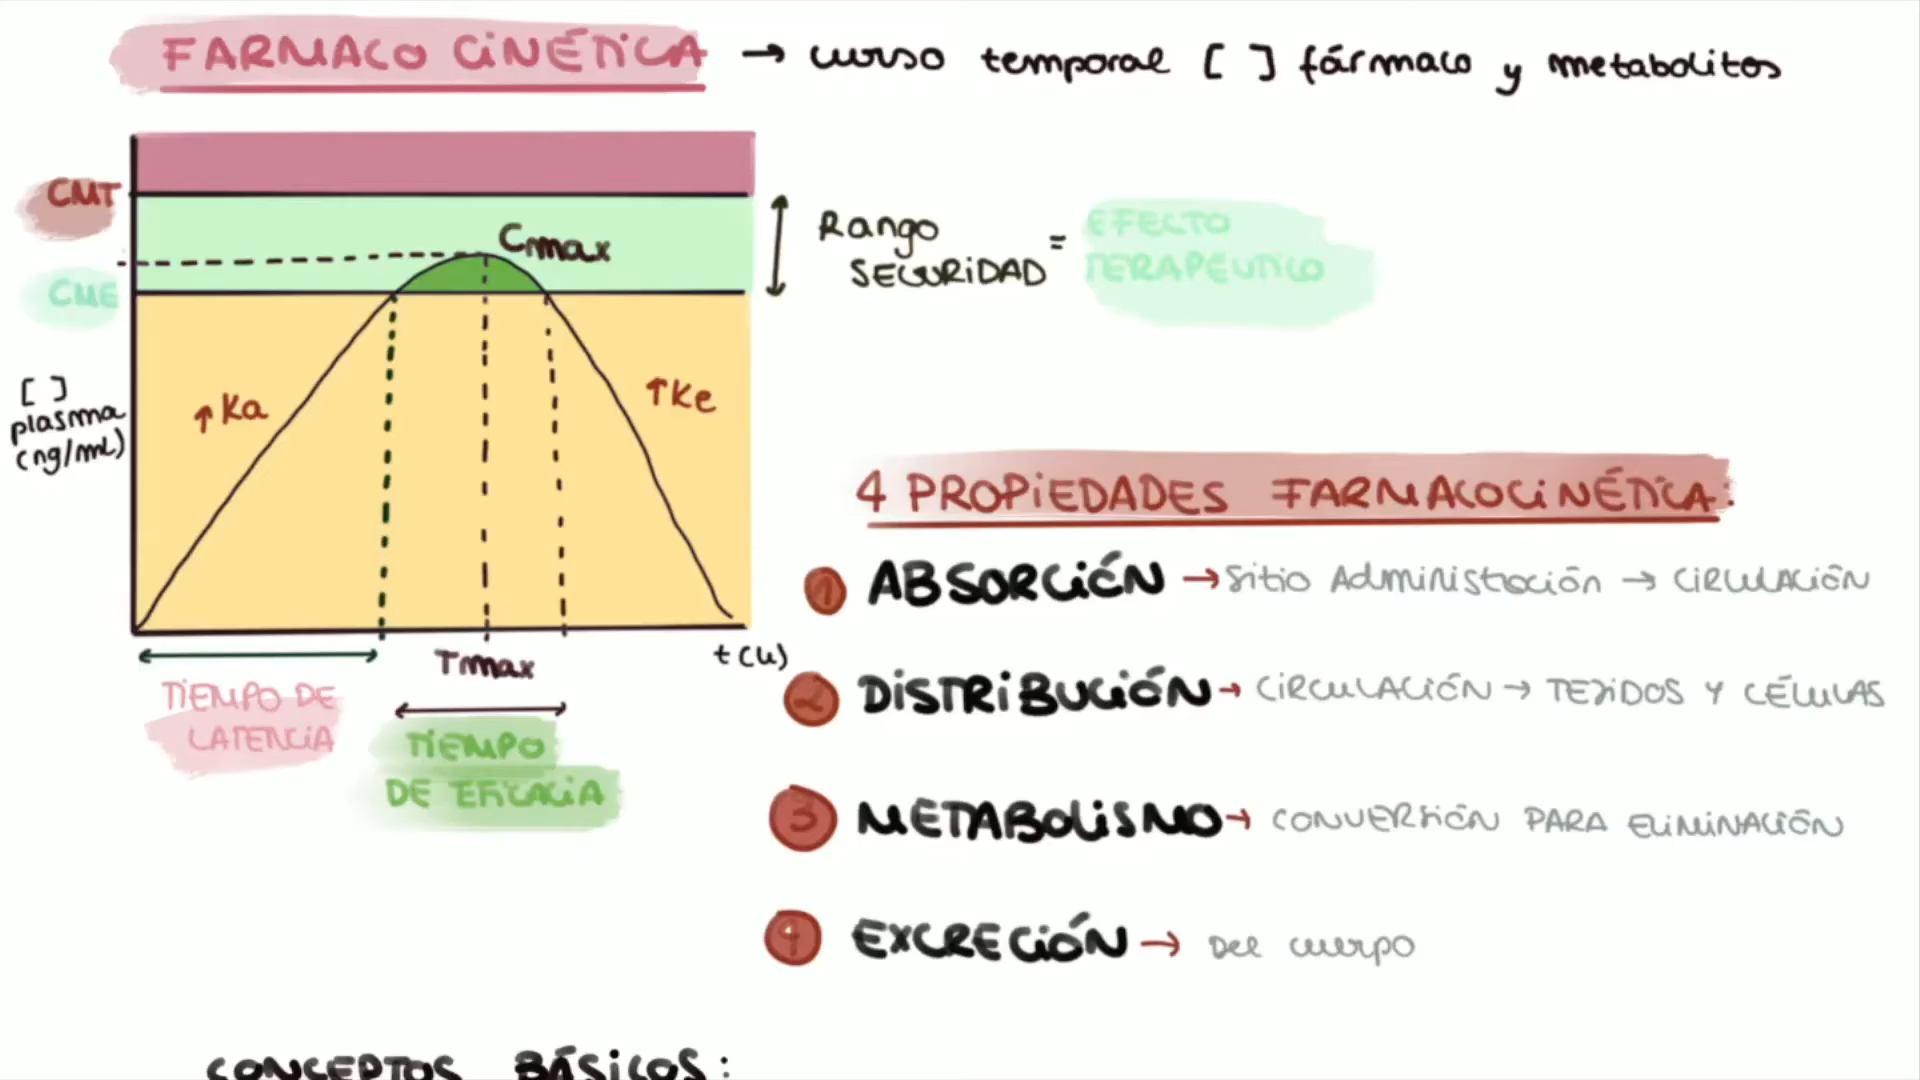 FARMACO CINÉTICA → curso temporal [ ] fármaco y metabolitos
CMT
Cmax
CME
Rango
SEGURIDAD = EFECTO
TERAPEUTICO
[ ]
plasma
(ng/mL)
↑Ka
↑Ke
Tmax
t(h)
TIEMPO DE
LATENCIA
TIEMPO
DE EFICACIA
4 PROPIEDADES FARMACOCINÉTICA:
1 ABSORCIÓN → Sitio Administración → CIRCULACIÓN
2 DISTRIBUCIÓN → CIRCULACIÓN → TEJIDOS Y CÉLULAS
3 METABOLISMO → CONVERSIÓN PARA ELIMINACIÓN
4 EXCRECIÓN → Del cuerpo
CONCEPTOS BÁSICOS: